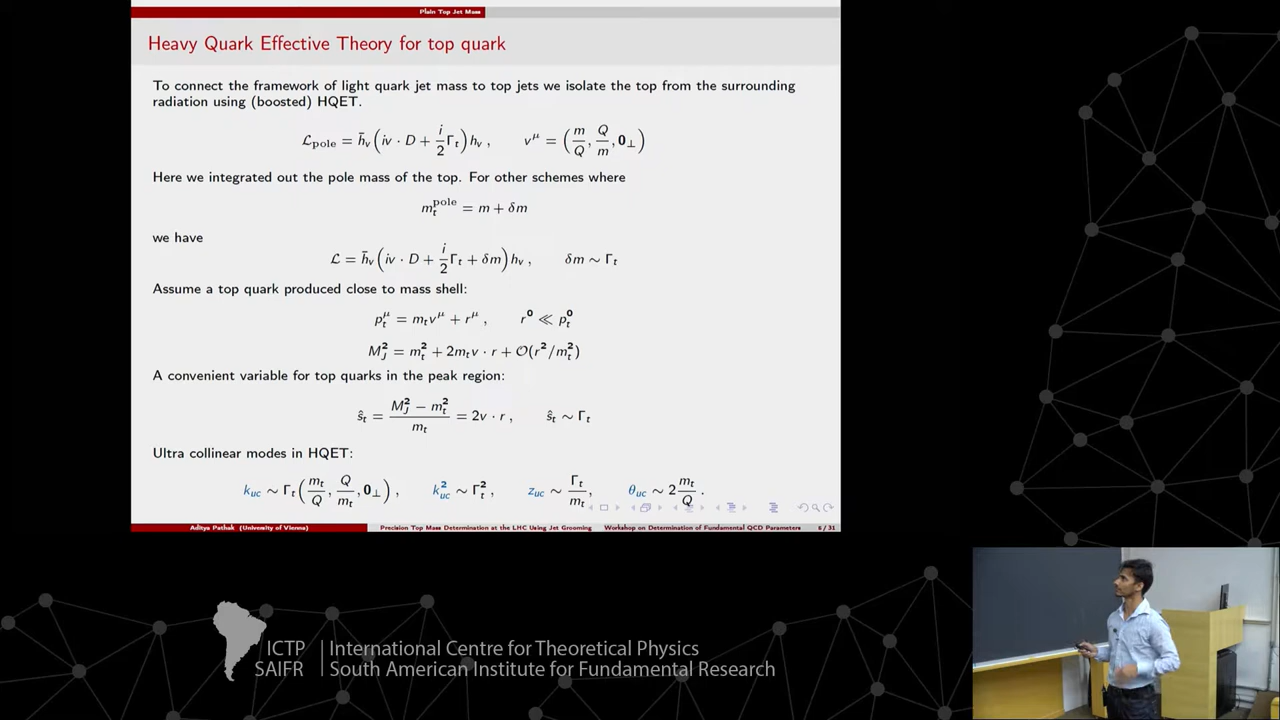 Plain Top Jet Mass
Heavy Quark Effective Theory for top quark
To connect the framework of light quark jet mass to top jets we isolate the top from the surrounding
radiation using (boosted) HQET.
ℒ_pole = h̄_v (iv · D + i/2 Γ_t) h_v ,   v^μ = (m/Q, Q/m, 0_⊥)
Here we integrated out the pole mass of the top. For other schemes where
m_t^pole = m + δm
we have
ℒ = h̄_v (iv · D + i/2 Γ_t + δm) h_v ,   δm ∼ Γ_t
Assume a top quark produced close to mass shell:
p_t^μ = m_t v^μ + r^μ ,   r^0 ≪ p_t^0
M_J^2 = m_t^2 + 2m_t v · r + 𝒪(r^2/m_t^2)
A convenient variable for top quarks in the peak region:
ŝ_t = (M_J^2 − m_t^2)/m_t = 2v · r ,   ŝ_t ∼ Γ_t
Ultra collinear modes in HQET:
k_uc ∼ Γ_t (m_t/Q, Q/m_t, 0_⊥) ,   k_uc^2 ∼ Γ_t^2 ,   z_uc ∼ Γ_t/m_t,   θ_uc ∼ 2 m_t/Q .
Aditya Pathak (University of Vienna)   Precision Top Mass Determination at the LHC Using Jet Grooming   Workshop on Determination of Fundamental QCD Parameters
ICTP
SAIFR
International Centre for Theoretical Physics
South American Institute for Fundamental Research